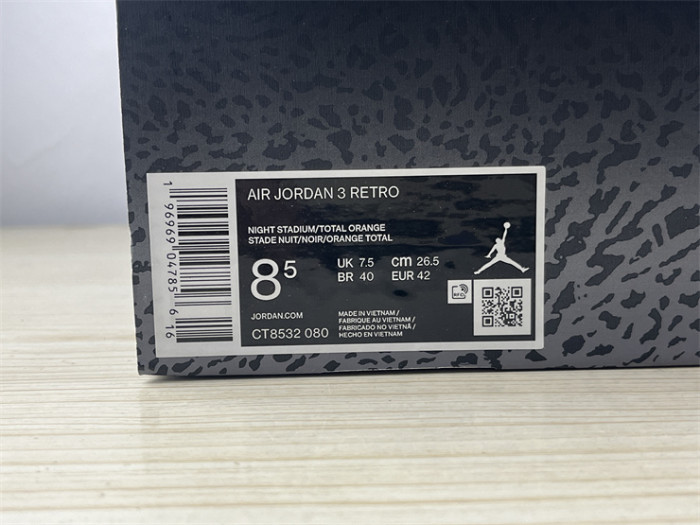 AIR JORDAN 3 RETRO
NIGHT STADIUM/TOTAL ORANGE
STADE NUIT/NOIR/ORANGE TOTAL
8 5
UK 7.5 cm 26.5
BR 40 EUR 42
JORDAN.COM
CT8532 080
MADE IN VIETNAM /
FABRIQUE AU VIETNAM /
FABRICADO NO VIETNÃ /
HECHO EN VIETNAM
1 96969 04785 6 16